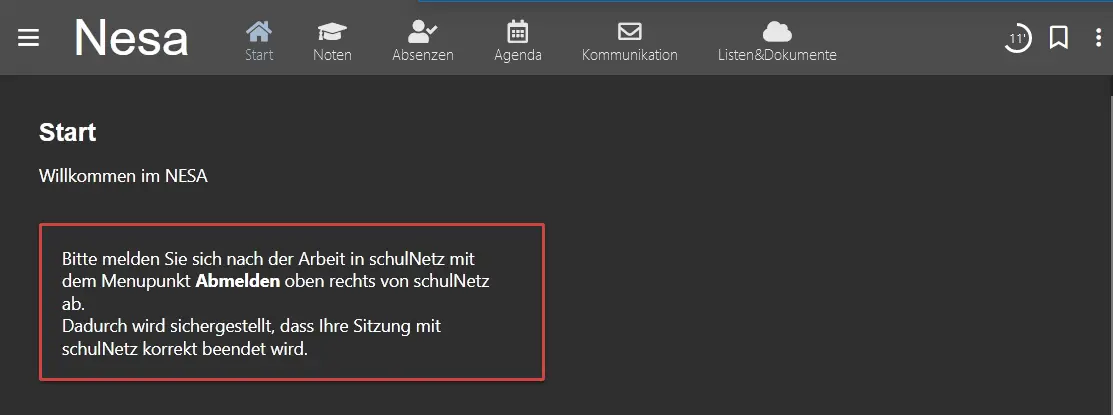 Nesa
Start
Noten
Absenzen
Agenda
Kommunikation
Listen&Dokumente
11'
Start
Willkommen im NESA
Bitte melden Sie sich nach der Arbeit in schulNetz mit
dem Menupunkt Abmelden oben rechts von schulNetz
ab.
Dadurch wird sichergestellt, dass Ihre Sitzung mit
schulNetz korrekt beendet wird.